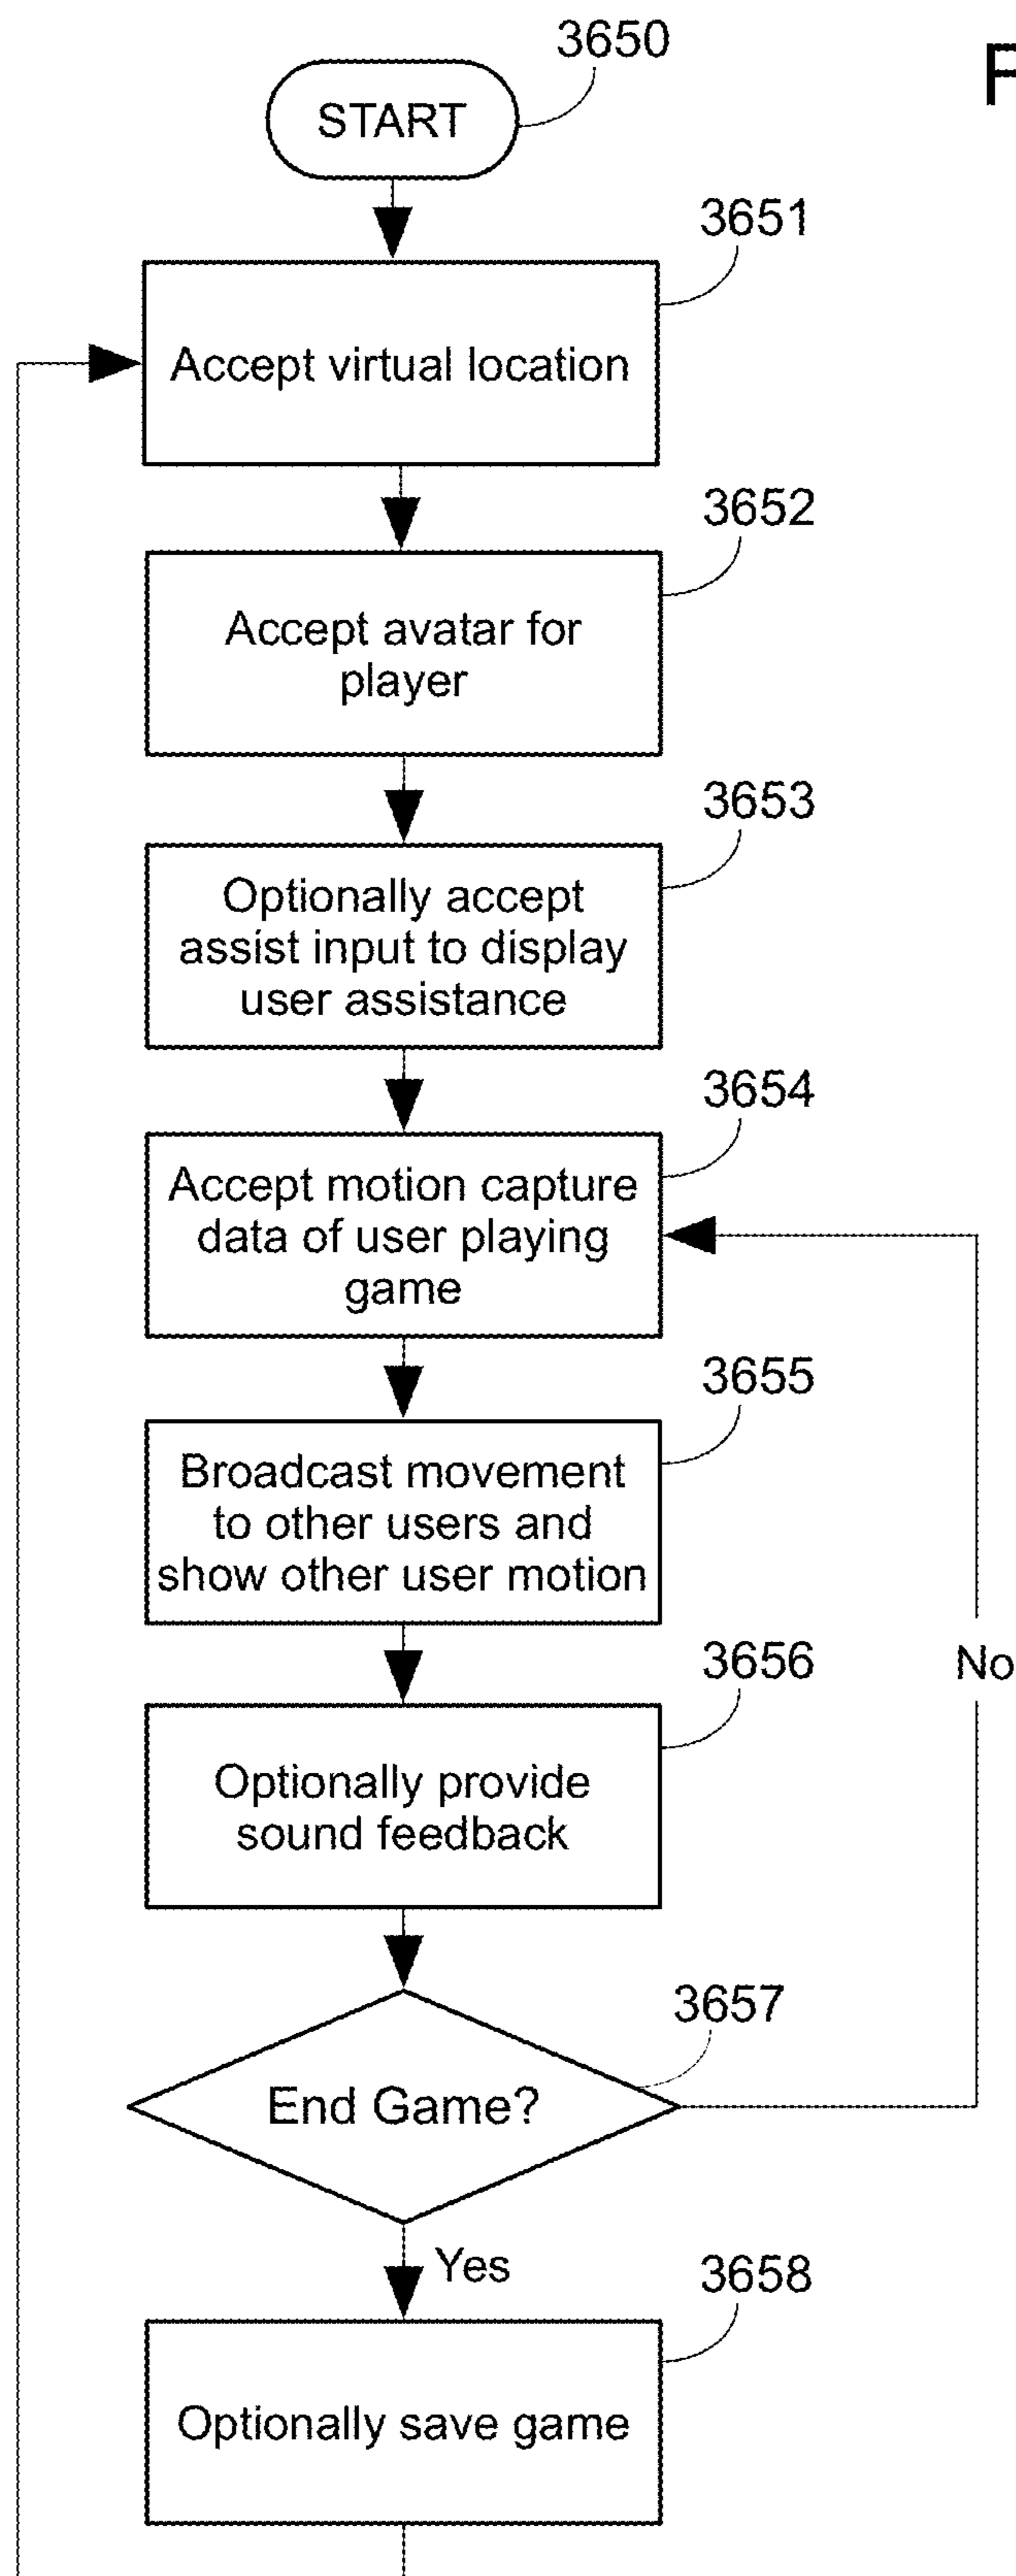 3650
START
3651
Accept virtual location
3652
Accept avatar for
player
3653
Optionally accept
assist input to display
user assistance
3654
Accept motion capture
data of user playing
game
3655
Broadcast movement
to other users and
show other user motion
No
3656
Optionally provide
sound feedback
3657
End Game?
Yes
3658
Optionally save game